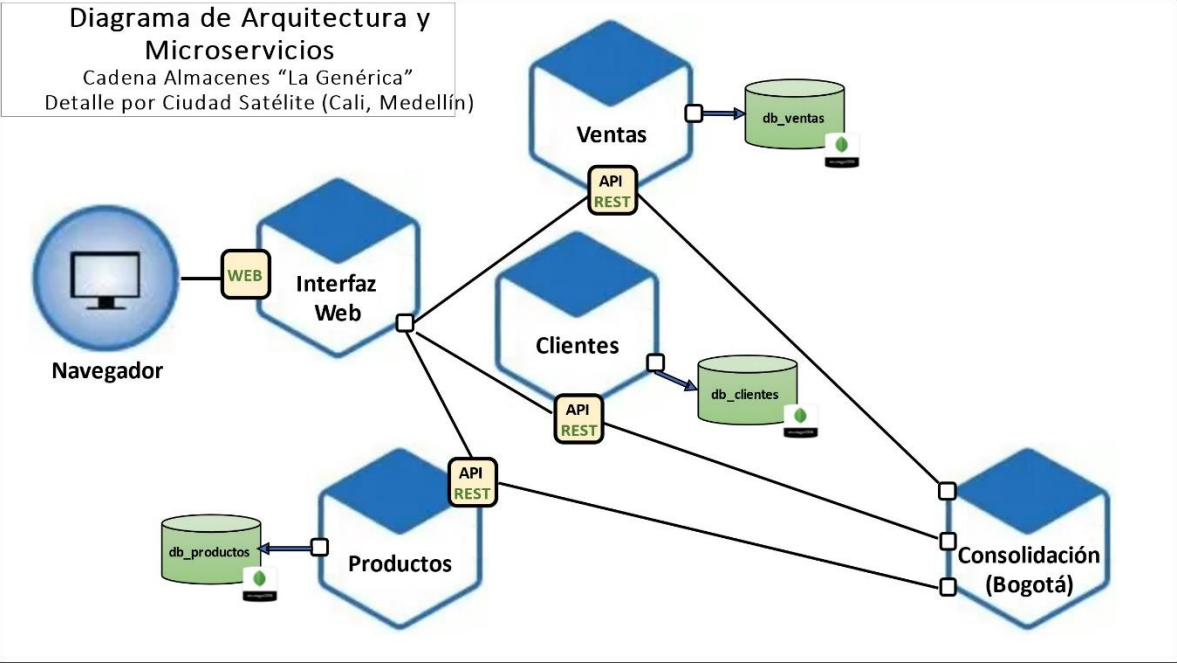 Diagrama de Arquitectura y
Microservicios
Cadena Almacenes “La Genérica”
Detalle por Ciudad Satélite (Cali, Medellín)
Ventas
db_ventas
API
REST
WEB
Interfaz
Web
Navegador
Clientes
db_clientes
API
REST
API
REST
Productos
db_productos
Consolidación
(Bogotá)